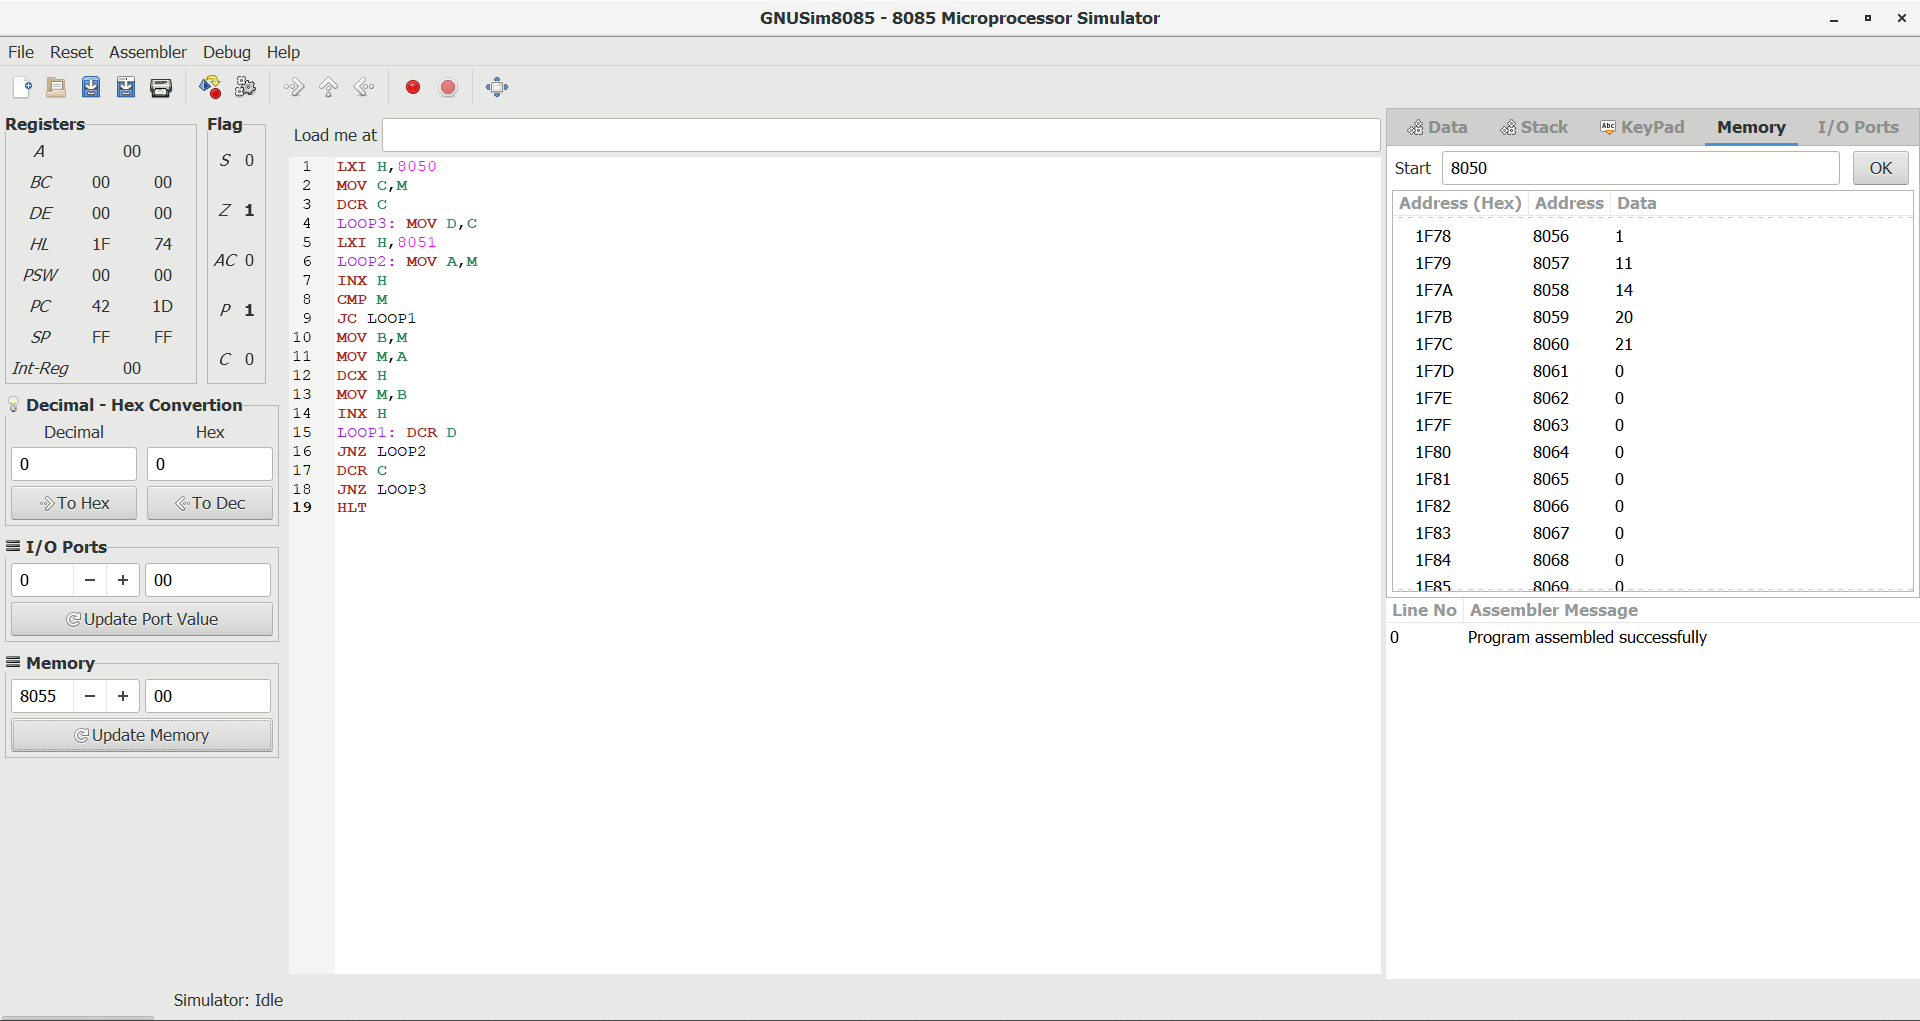 GNUSim8085 - 8085 Microprocessor Simulator
File Reset Assembler Debug Help
Registers
A 00
BC 00 00
DE 00 00
HL 1F 74
PSW 00 00
PC 42 1D
SP FF FF
Int-Reg 00
Flag
S 0
Z 1
AC 0
P 1
C 0
Decimal - Hex Convertion
Decimal Hex
0 0
To Hex To Dec
I/O Ports
0 − + 00
Update Port Value
Memory
8055 − + 00
Update Memory
Load me at
1 LXI H,8050
2 MOV C,M
3 DCR C
4 LOOP3: MOV D,C
5 LXI H,8051
6 LOOP2: MOV A,M
7 INX H
8 CMP M
9 JC LOOP1
10 MOV B,M
11 MOV M,A
12 DCX H
13 MOV M,B
14 INX H
15 LOOP1: DCR D
16 JNZ LOOP2
17 DCR C
18 JNZ LOOP3
19 HLT
Data Stack Abc KeyPad Memory I/O Ports
Start 8050 OK
Address (Hex) Address Data
1F78 8056 1
1F79 8057 11
1F7A 8058 14
1F7B 8059 20
1F7C 8060 21
1F7D 8061 0
1F7E 8062 0
1F7F 8063 0
1F80 8064 0
1F81 8065 0
1F82 8066 0
1F83 8067 0
1F84 8068 0
1F85 8069 0
Line No Assembler Message
0 Program assembled successfully
Simulator: Idle